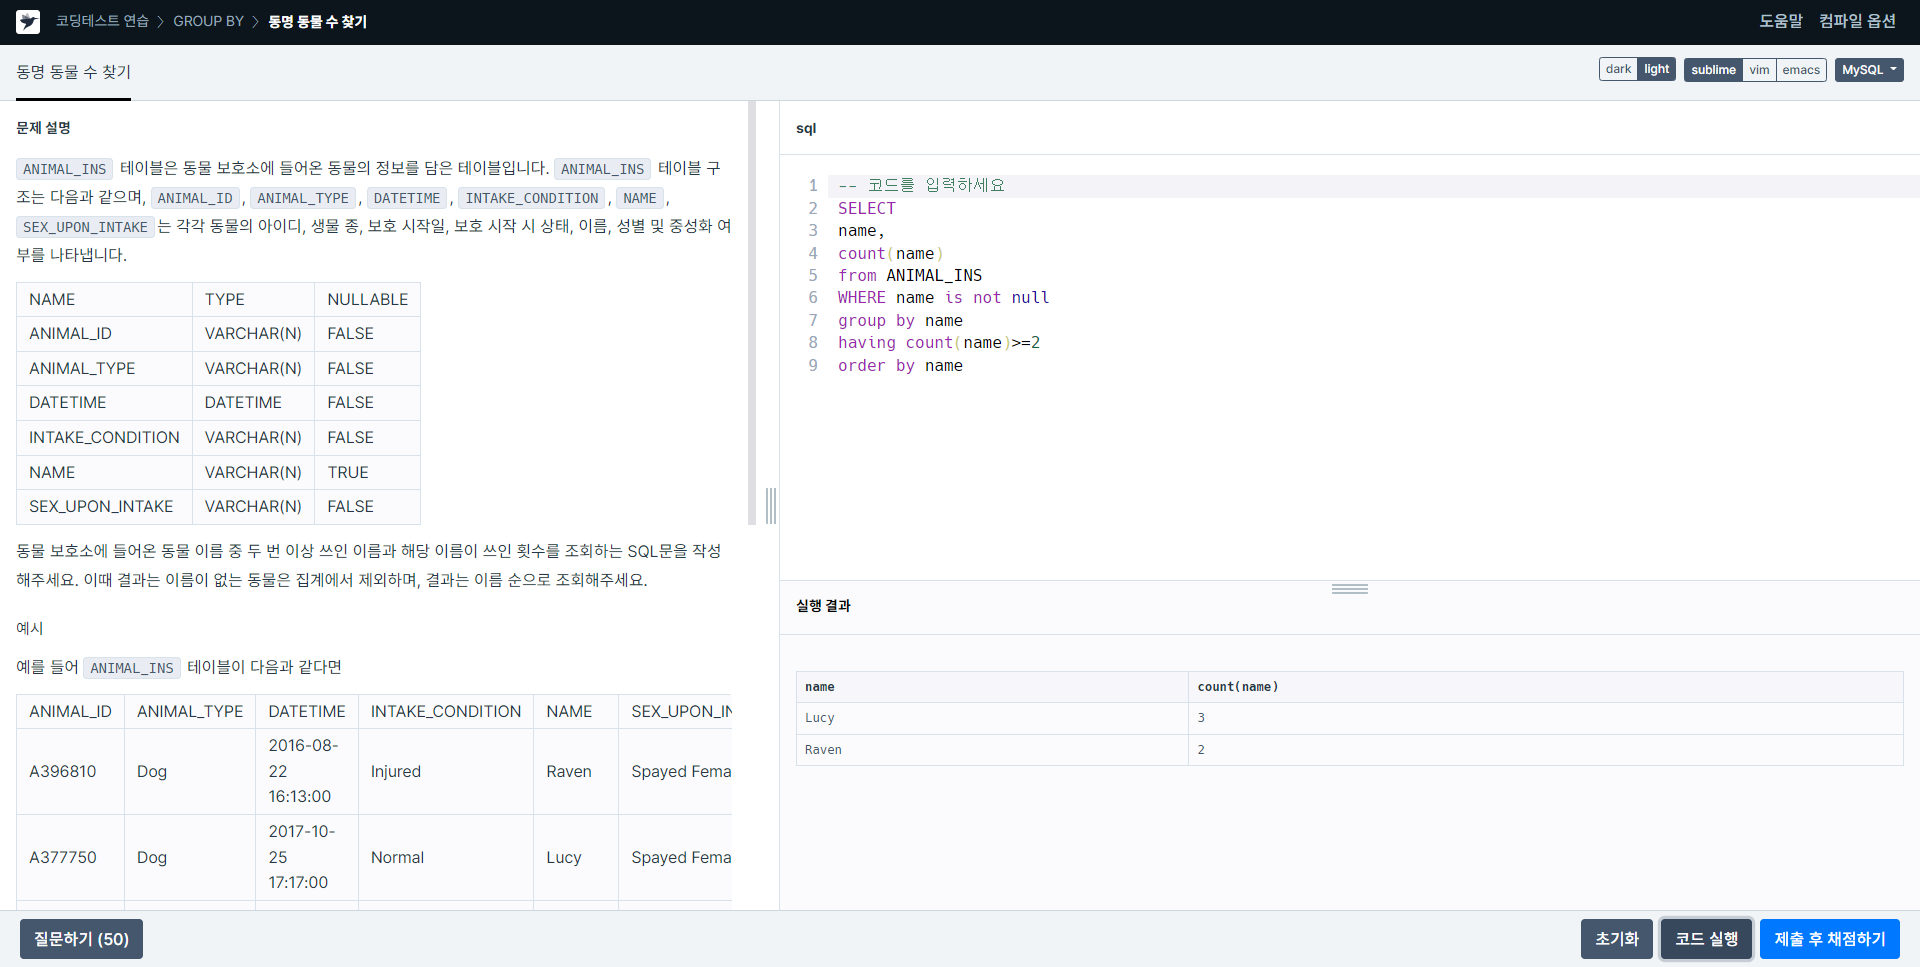 코딩테스트 연습 > GROUP BY > 동명 동물 수 찾기
도움말 컴파일 옵션
동명 동물 수 찾기
dark light sublime vim emacs MySQL
문제 설명
ANIMAL_INS 테이블은 동물 보호소에 들어온 동물의 정보를 담은 테이블입니다. ANIMAL_INS 테이블 구
조는 다음과 같으며, ANIMAL_ID, ANIMAL_TYPE, DATETIME, INTAKE_CONDITION, NAME,
SEX_UPON_INTAKE는 각각 동물의 아이디, 생물 종, 보호 시작일, 보호 시작 시 상태, 이름, 성별 및 중성화 여
부를 나타냅니다.
NAME TYPE NULLABLE
ANIMAL_ID VARCHAR(N) FALSE
ANIMAL_TYPE VARCHAR(N) FALSE
DATETIME DATETIME FALSE
INTAKE_CONDITION VARCHAR(N) FALSE
NAME VARCHAR(N) TRUE
SEX_UPON_INTAKE VARCHAR(N) FALSE
동물 보호소에 들어온 동물 이름 중 두 번 이상 쓰인 이름과 해당 이름이 쓰인 횟수를 조회하는 SQL문을 작성
해주세요. 이때 결과는 이름이 없는 동물은 집계에서 제외하며, 결과는 이름 순으로 조회해주세요.
예시
예를 들어 ANIMAL_INS 테이블이 다음과 같다면
ANIMAL_ID ANIMAL_TYPE DATETIME INTAKE_CONDITION NAME SEX_UPON_IN
A396810 Dog 2016-08-22 16:13:00 Injured Raven Spayed Fema
A377750 Dog 2017-10-25 17:17:00 Normal Lucy Spayed Fema
sql
1 -- 코드를 입력하세요
2 SELECT
3 name,
4 count(name)
5 from ANIMAL_INS
6 WHERE name is not null
7 group by name
8 having count(name)>=2
9 order by name
실행 결과
name count(name)
Lucy 3
Raven 2
질문하기 (50)
초기화 코드 실행 제출 후 채점하기